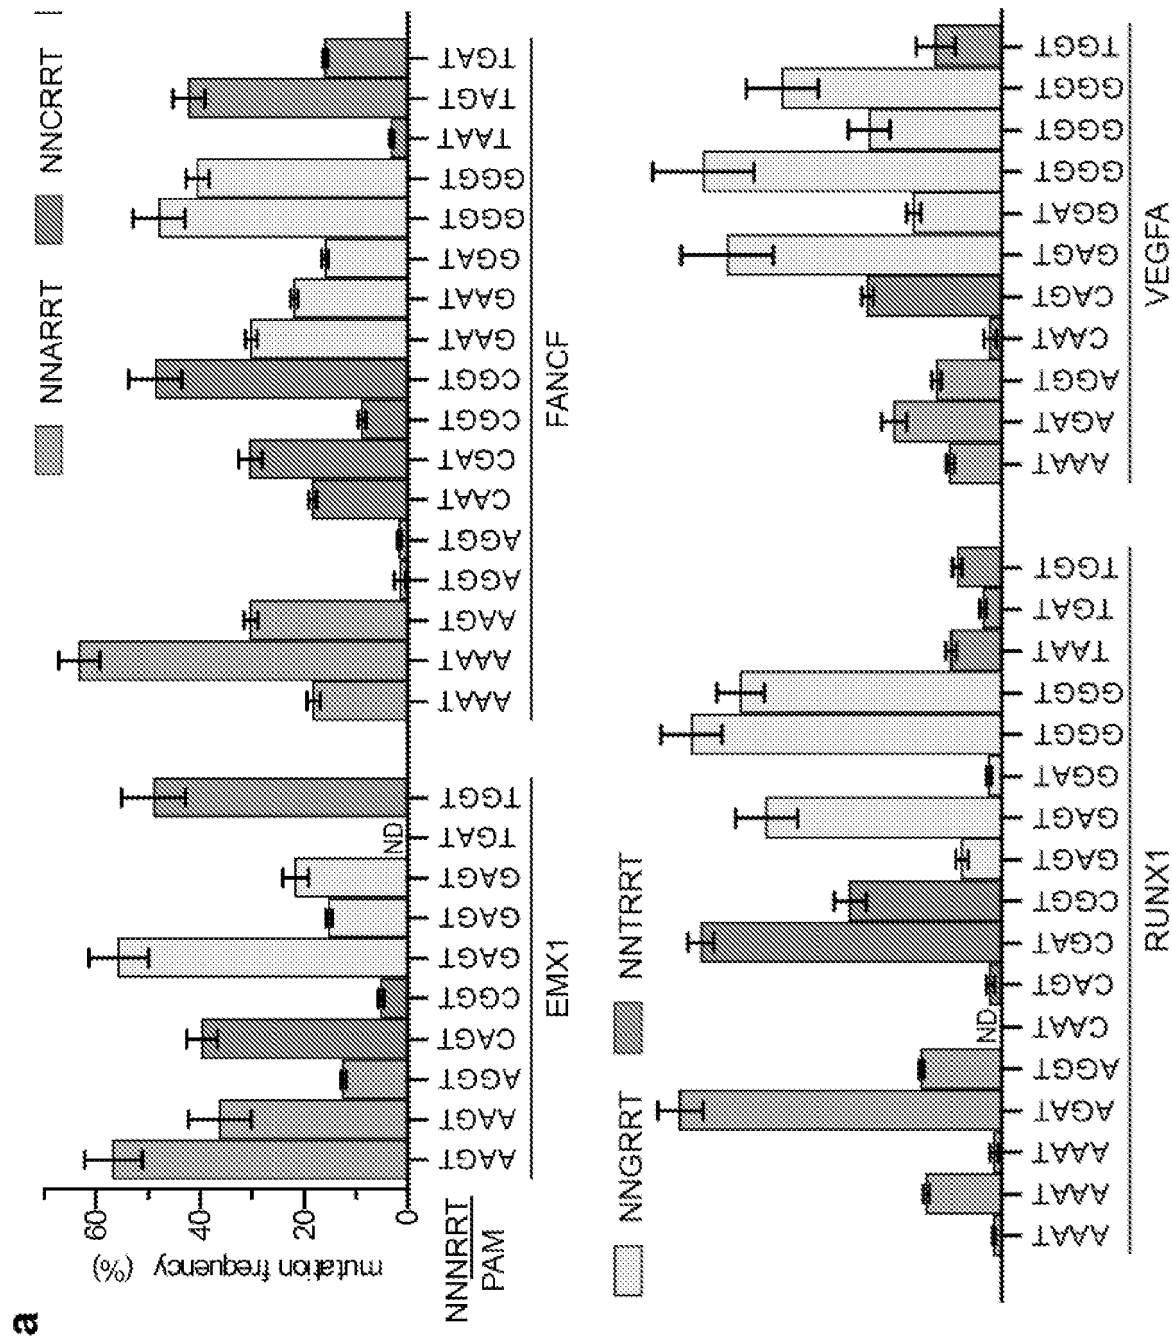 a
NNARRT
NNCRRT
mutation frequency (%)
60
40
20
0
NNNRRT
PAM
AAGT
AAGT
AGGT
CAGT
CGGT
GAGT
GAGT
GAGT
TGAT
TGGT
ND
EMX1
AAAT
AAAT
AAGT
AGGT
AGGT
CAAT
CGAT
CGGT
CGGT
GAAT
GAAT
GGAT
GGGT
GGGT
TAAT
TAGT
TGAT
FANCF
NNGRRT
NNTRRT
AAAT
AAAT
AAAT
AGAT
AGGT
CAAT
CAGT
CGAT
CGGT
GAGT
GAGT
GGAT
GGGT
GGGT
TAAT
TGAT
TGGT
ND
RUNX1
AAAT
AGAT
AGGT
CAAT
CAGT
GAGT
GGAT
GGGT
GGGT
GGGT
TGGT
VEGFA